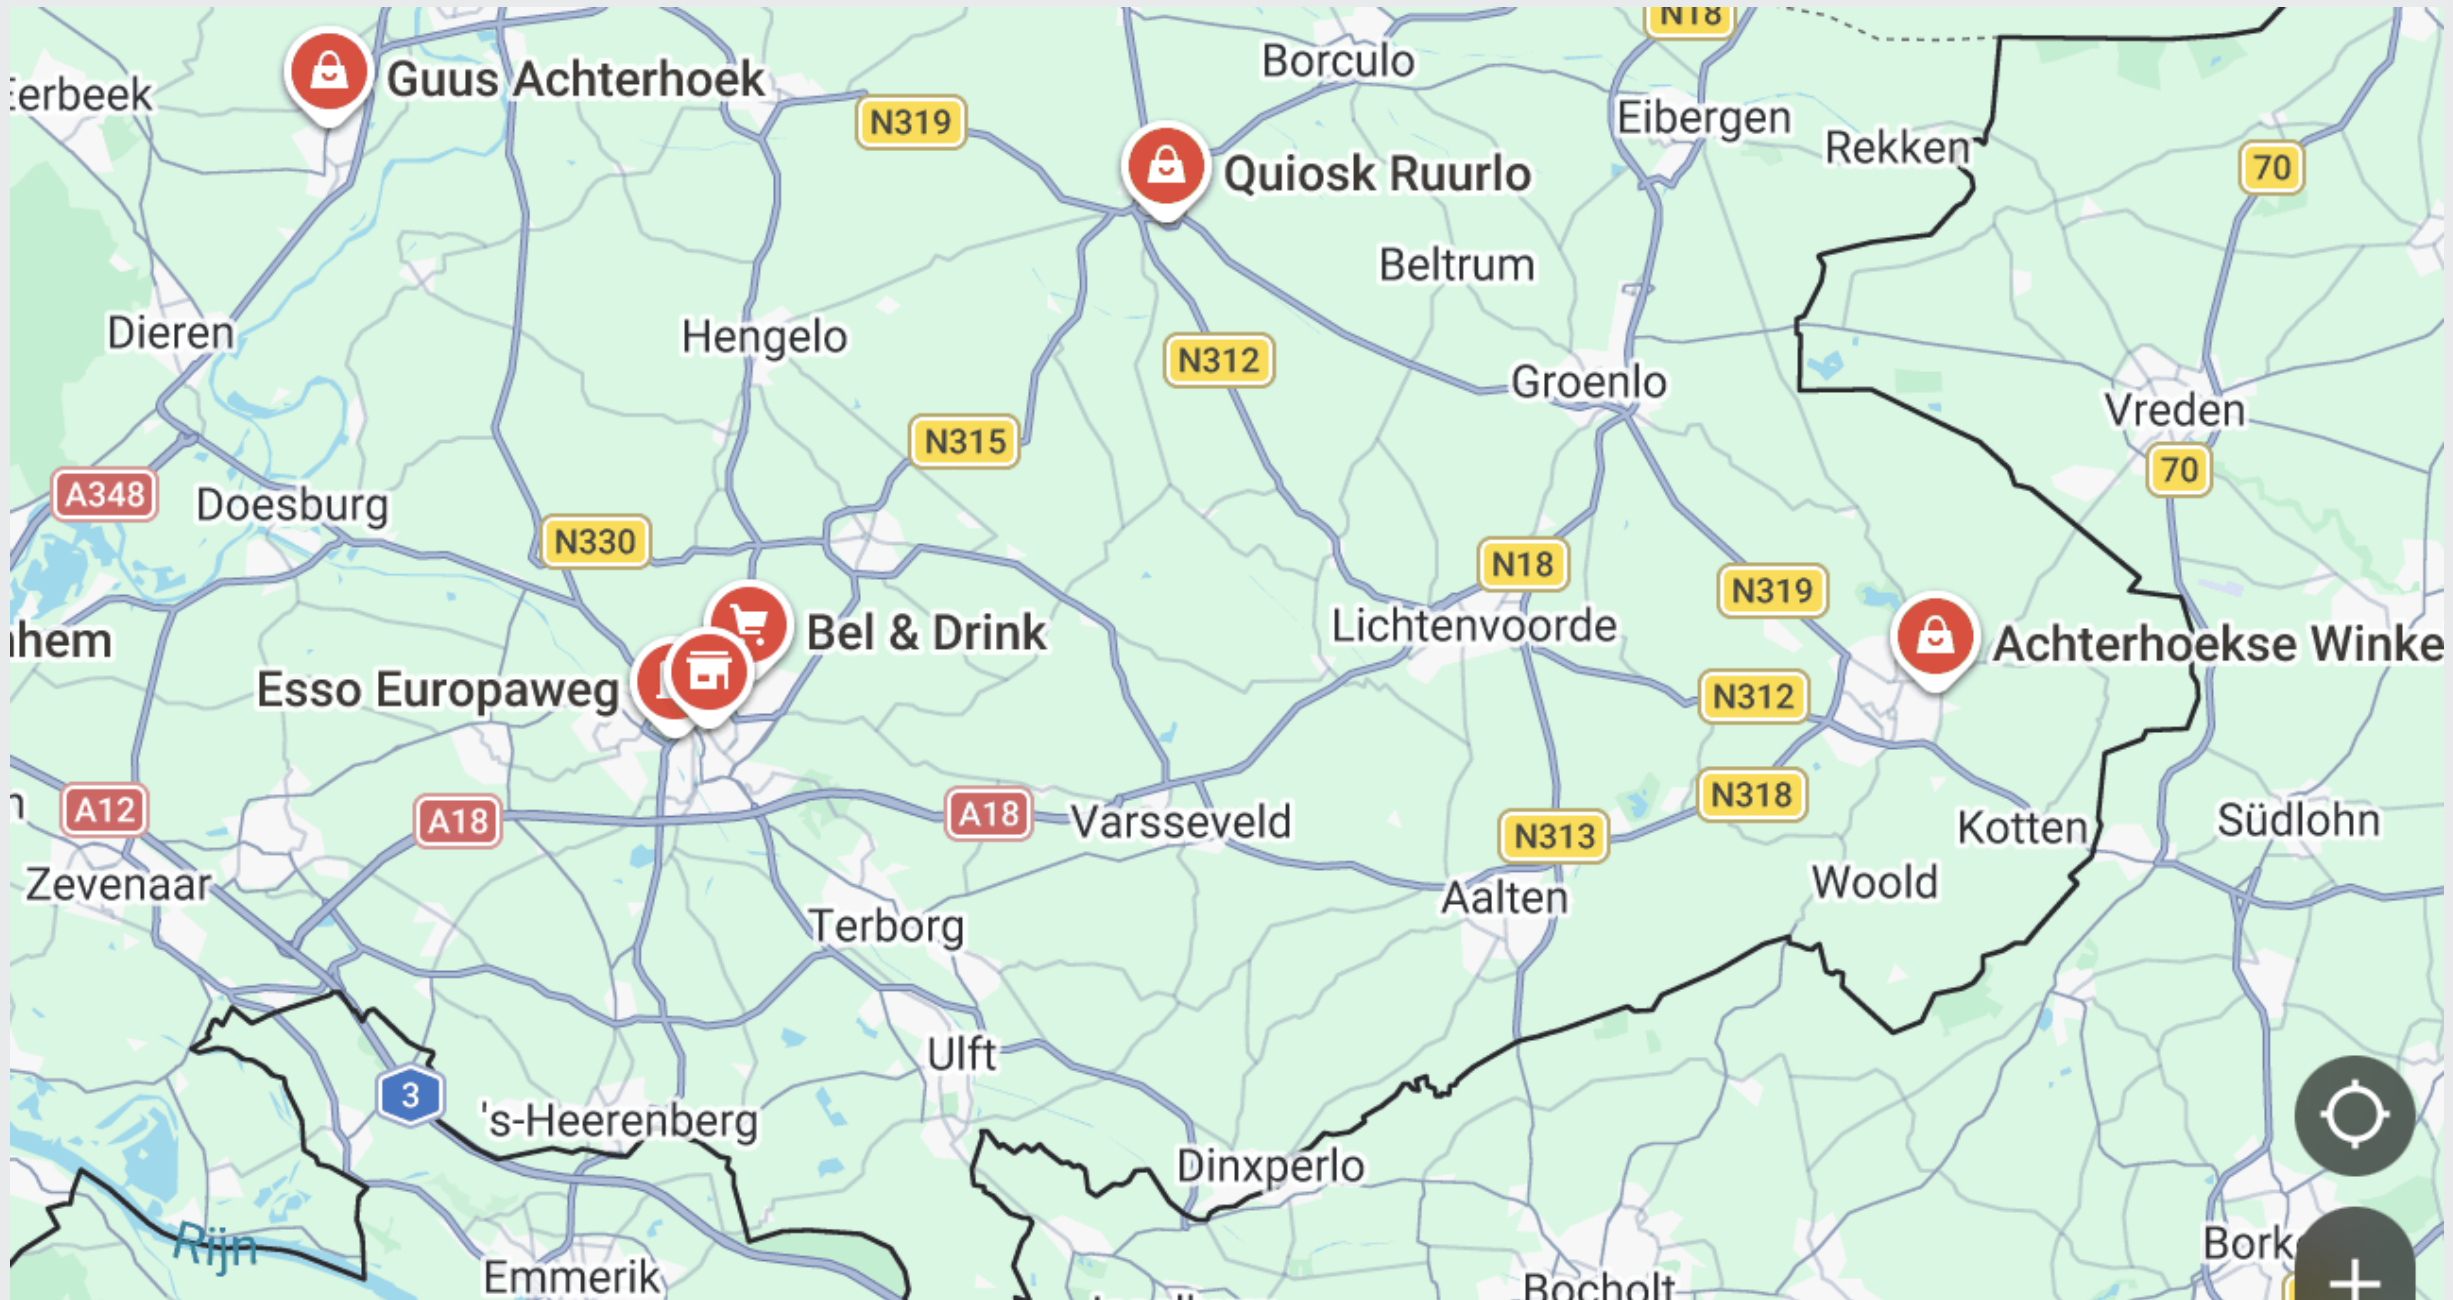 N18
Borculo
Guus Achterhoek
Eerbeek
N319
Eibergen
Rekken
70
Quiosk Ruurlo
Beltrum
Dieren
Hengelo
N312
Groenlo
Vreden
N315
70
A348
Doesburg
N330
N18
N319
Lichtenvoorde
Bel & Drink
nhem
Achterhoekse Winke
Esso Europaweg
N312
N318
A12
A18
A18
Varsseveld
N313
Kotten
Südlohn
Zevenaar
Aalten
Woold
Terborg
Ulft
3
's-Heerenberg
Dinxperlo
Rijn
Emmerik
Bork
Bocholt